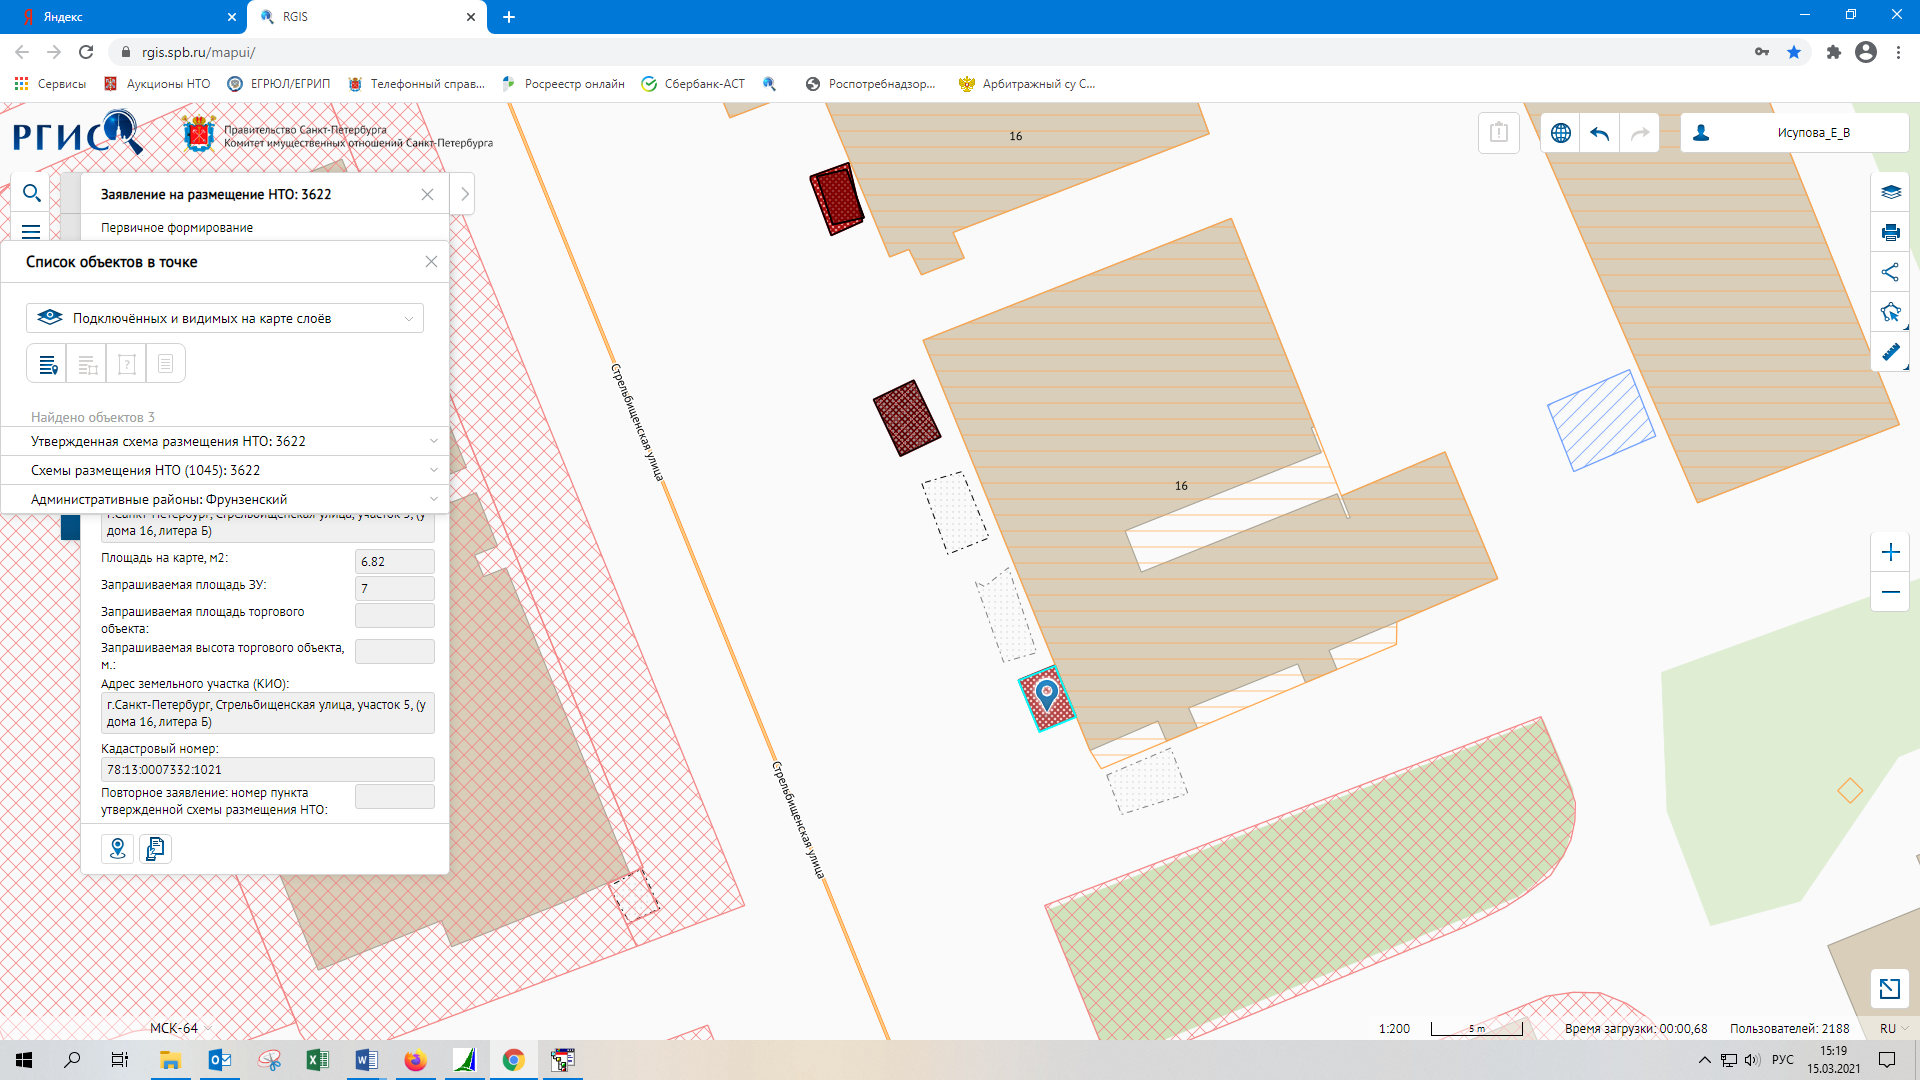 Яндекс
RGIS
rgis.spb.ru/mapui/
Сервисы
Аукционы НТО
ЕГРЮЛ/ЕГРИП
Телефонный справ...
Росреестр онлайн
Сбербанк-АСТ
Роспотребнадзор...
Арбитражный су С...
РГИС
Правительство Санкт-Петербурга
Комитет имущественных отношений Санкт-Петербурга
Исупова_Е_В
Заявление на размещение НТО: 3622
Первичное формирование
Список объектов в точке
Подключённых и видимых на карте слоёв
Найдено объектов 3
Утвержденная схема размещения НТО: 3622
Схемы размещения НТО (1045): 3622
Административные районы: Фрунзенский
г.Санкт-Петербург, Стрельбищенская улица, участок 5, (у
дома 16, литера Б)
Площадь на карте, м2:
6.82
Запрашиваемая площадь ЗУ:
7
Запрашиваемая площадь торгового
объекта:
Запрашиваемая высота торгового объекта,
м.:
Адрес земельного участка (КИО):
г.Санкт-Петербург, Стрельбищенская улица, участок 5, (у
дома 16, литера Б)
Кадастровый номер:
78:13:0007332:1021
Повторное заявление: номер пункта
утвержденной схемы размещения НТО:
16
16
Стрельбищенская улица
Стрельбищенская улица
МСК-64
1:200
5 m
Время загрузки: 00:00,68
Пользователей: 2188
RU
РУС
15:19
15.03.2021